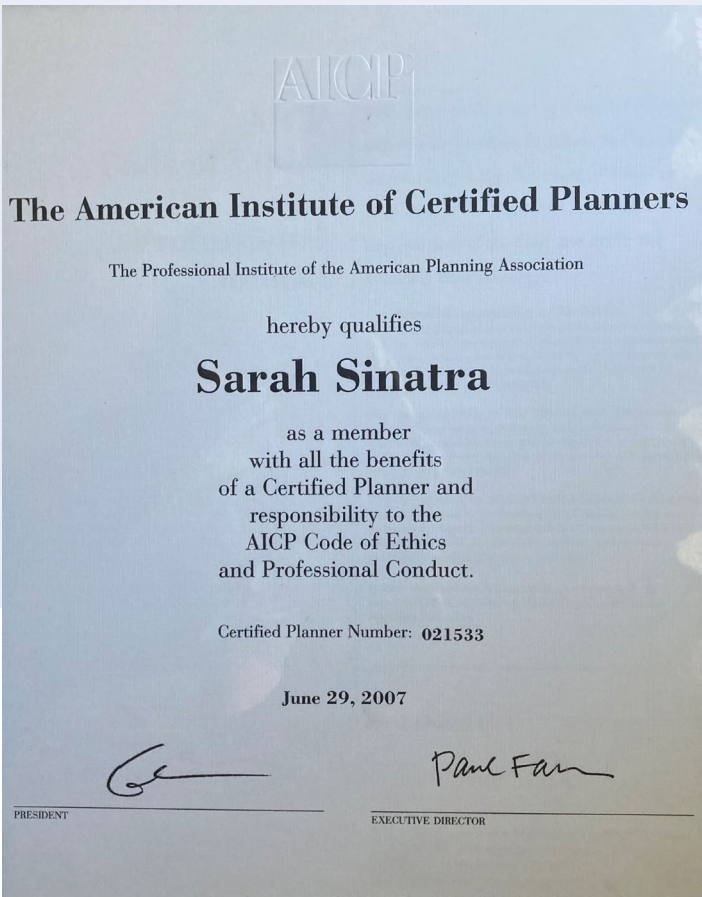 AICP
The American Institute of Certified Planners
The Professional Institute of the American Planning Association
hereby qualifies
Sarah Sinatra
as a member
with all the benefits
of a Certified Planner and
responsibility to the
AICP Code of Ethics
and Professional Conduct.
Certified Planner Number: 021533
June 29, 2007
Paul Far
PRESIDENT
EXECUTIVE DIRECTOR